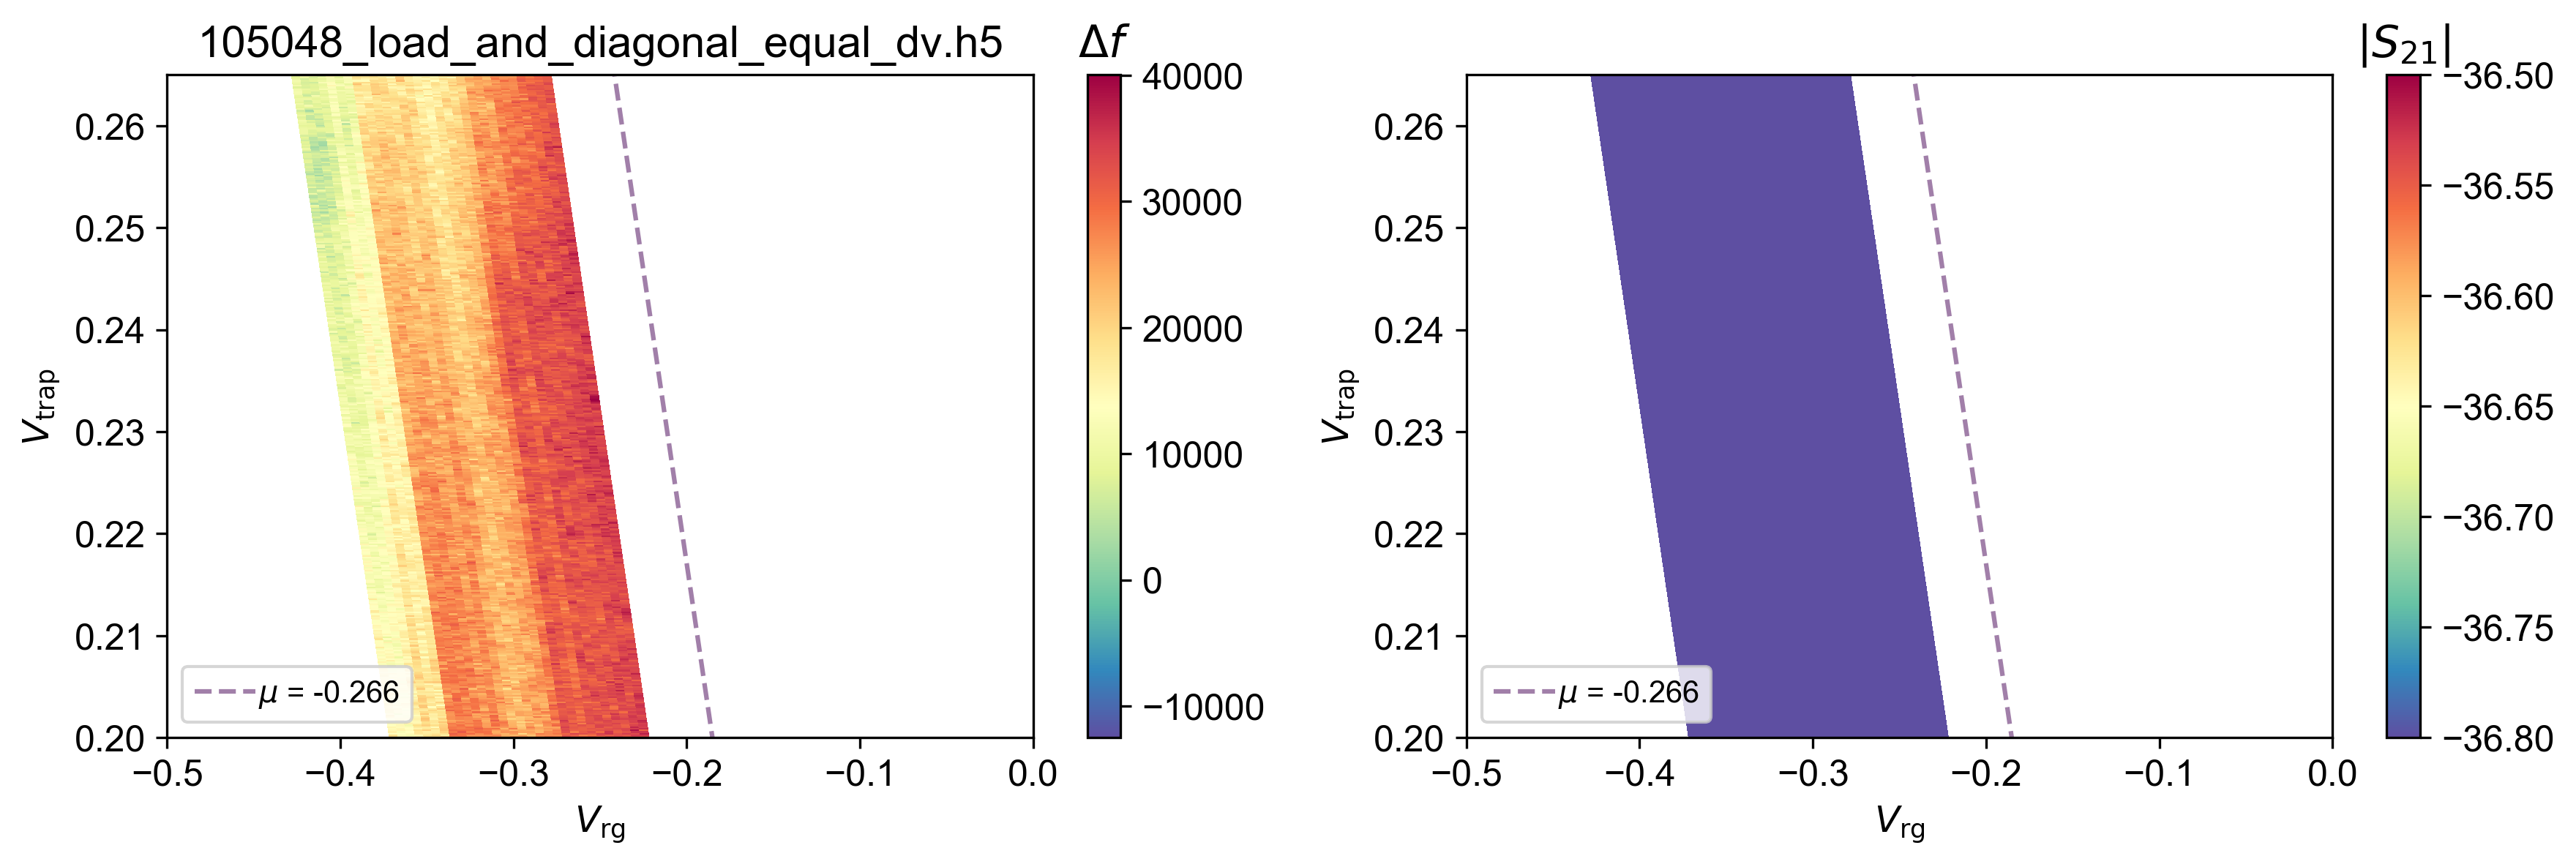 105048_load_and_diagonal_equal_dv.h5
Δf
40000
30000
20000
10000
0
−10000
0.26
0.25
0.24
0.23
0.22
0.21
0.20
V_trap
μ = -0.266
−0.5 −0.4 −0.3 −0.2 −0.1 0.0
V_rg
|S_21|
−36.50
−36.55
−36.60
−36.65
−36.70
−36.75
−36.80
0.26
0.25
0.24
0.23
0.22
0.21
0.20
V_trap
μ = -0.266
−0.5 −0.4 −0.3 −0.2 −0.1 0.0
V_rg